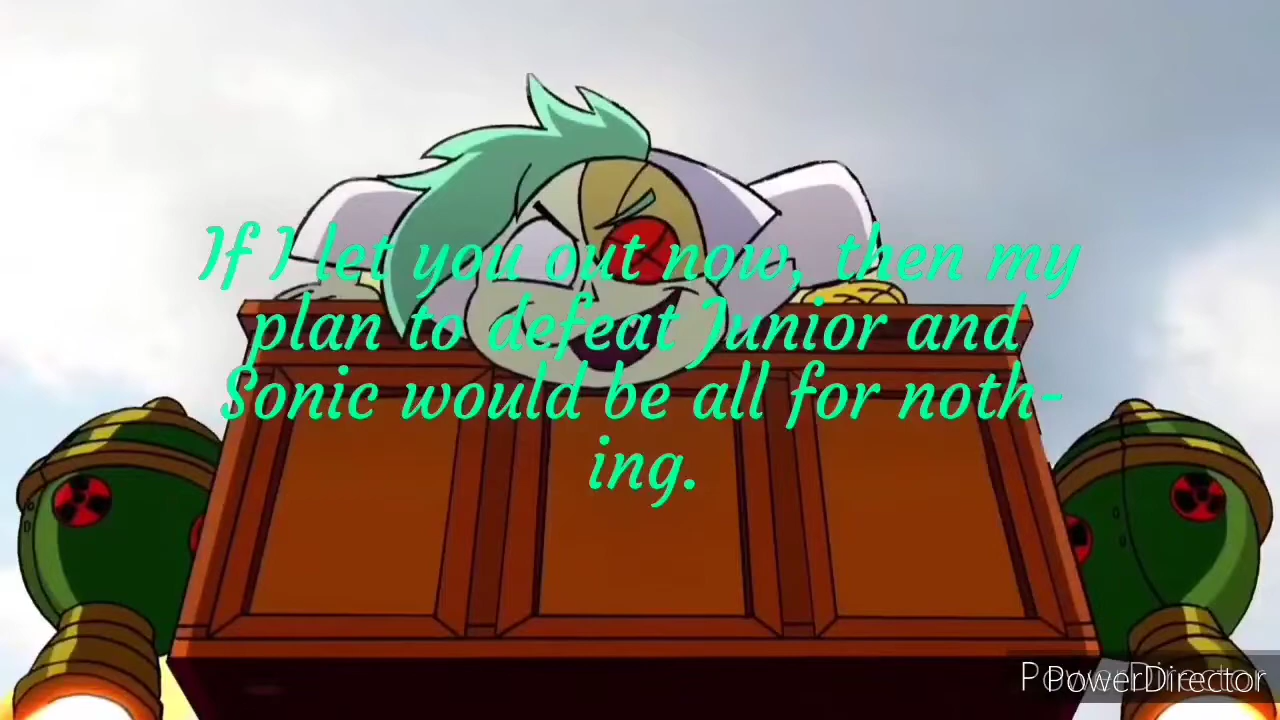 If I let you out now, then my
plan to defeat Junior and
Sonic would be all for noth-
ing.
PowerDirector
PowerDirector